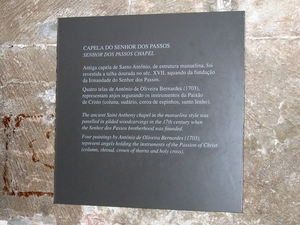 CAPELA DO SENHOR DOS PASSOS
SENHOR DOS PASSOS CHAPEL
Antiga capela de Santo António, de estrutura manuelina, foi
revestida a talha dourada no séc. XVII, aquando da fundação
da Irmandade do Senhor dos Passos.
Quatro telas de António de Oliveira Bernardes (1703),
representam anjos segurando os instrumentos da Paixão
de Cristo (coluna, sudário, coroa de espinhos, santo lenho).
The ancient Saint Anthony chapel in the manueline style was
panelled in gilded woodcarvings in the 17th century when
the Senhor dos Passos brotherhood was founded.
Four paintings by António de Oliveira Bernardes (1703),
represent angels holding the instruments of the Passion of Christ
(column, shroud, crown of thorns and holy cross).